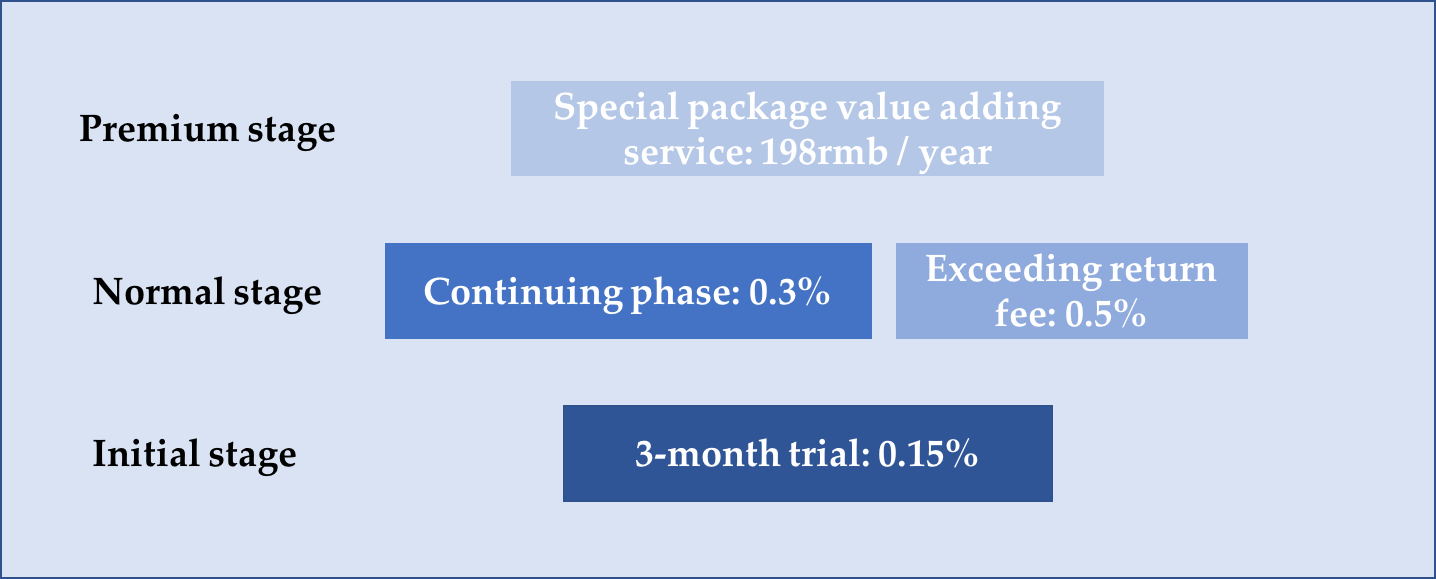 Premium stage
Special package value adding
service: 198rmb / year
Normal stage
Continuing phase: 0.3%
Exceeding return
fee: 0.5%
Initial stage
3-month trial: 0.15%